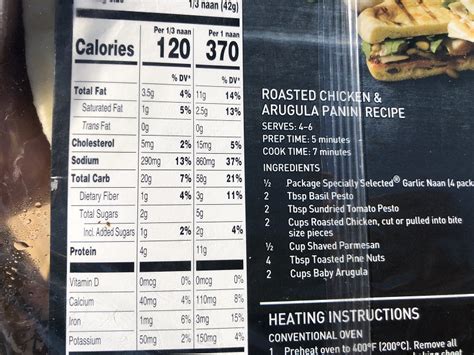 1/3 naan (42g)
Per 1/3 naan Per 1 naan
Calories 120 370
% DV* % DV*
Total Fat 3.5g 4% 11g 14%
Saturated Fat 1g 5% 2.5g 13%
Trans Fat 0g 0g
Cholesterol 5mg 2% 15mg 5%
Sodium 290mg 13% 860mg 37%
Total Carb 20g 7% 58g 21%
Dietary Fiber 1g 4% 3g 11%
Total Sugars 2g 5g
Incl. Added Sugars 1g 2% 2g 4%
Protein 4g 11g
Vitamin D 0mcg 0% 0mcg 0%
Calcium 40mg 4% 110mg 8%
Iron 1mg 6% 3mg 15%
Potassium 50mg 2% 150mg 4%
ROASTED CHICKEN &
ARUGULA PANINI RECIPE
SERVES: 4-6
PREP TIME: 5 minutes
COOK TIME: 7 minutes
INGREDIENTS
½ Package Specially Selected® Garlic Naan (4 pack
2 Tbsp Basil Pesto
2 Tbsp Sundried Tomato Pesto
2 Cups Roasted Chicken, cut or pulled into bite
size pieces
½ Cup Shaved Parmesan
4 Tbsp Toasted Pine Nuts
2 Cups Baby Arugula
HEATING INSTRUCTIONS
CONVENTIONAL OVEN
1 Preheat oven to 400°F (200°C). Remove all